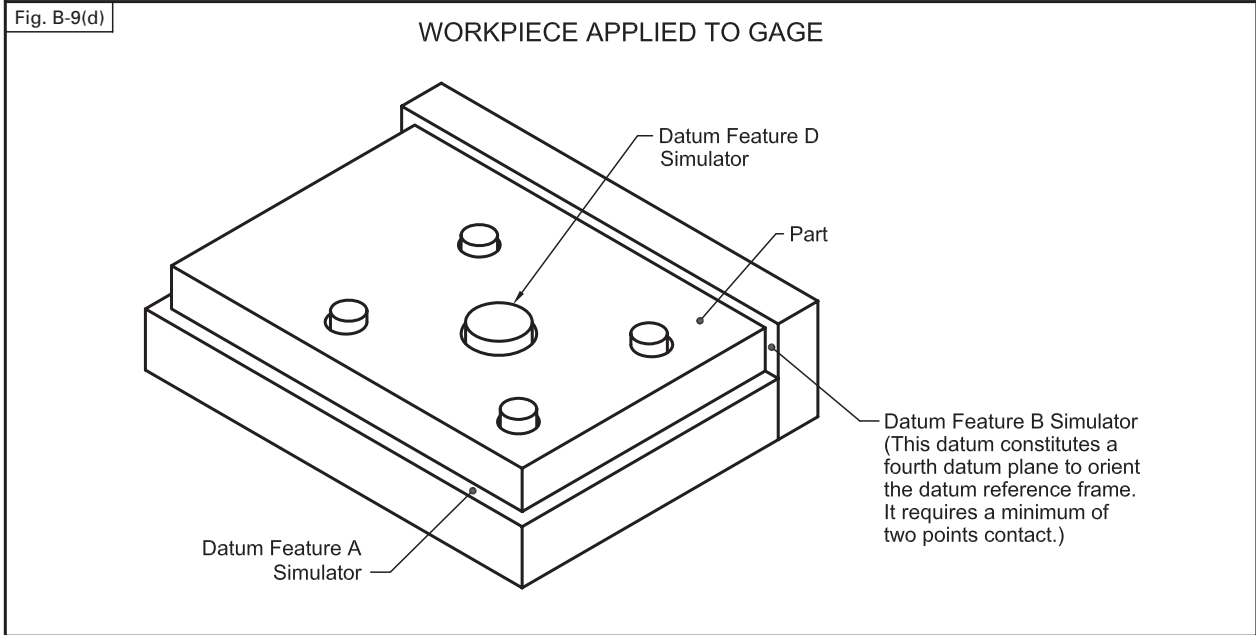 Fig. B-9(d)
WORKPIECE APPLIED TO GAGE
Datum Feature D
Simulator
Part
Datum Feature B Simulator
(This datum constitutes a
fourth datum plane to orient
the datum reference frame.
It requires a minimum of
two points contact.)
Datum Feature A
Simulator